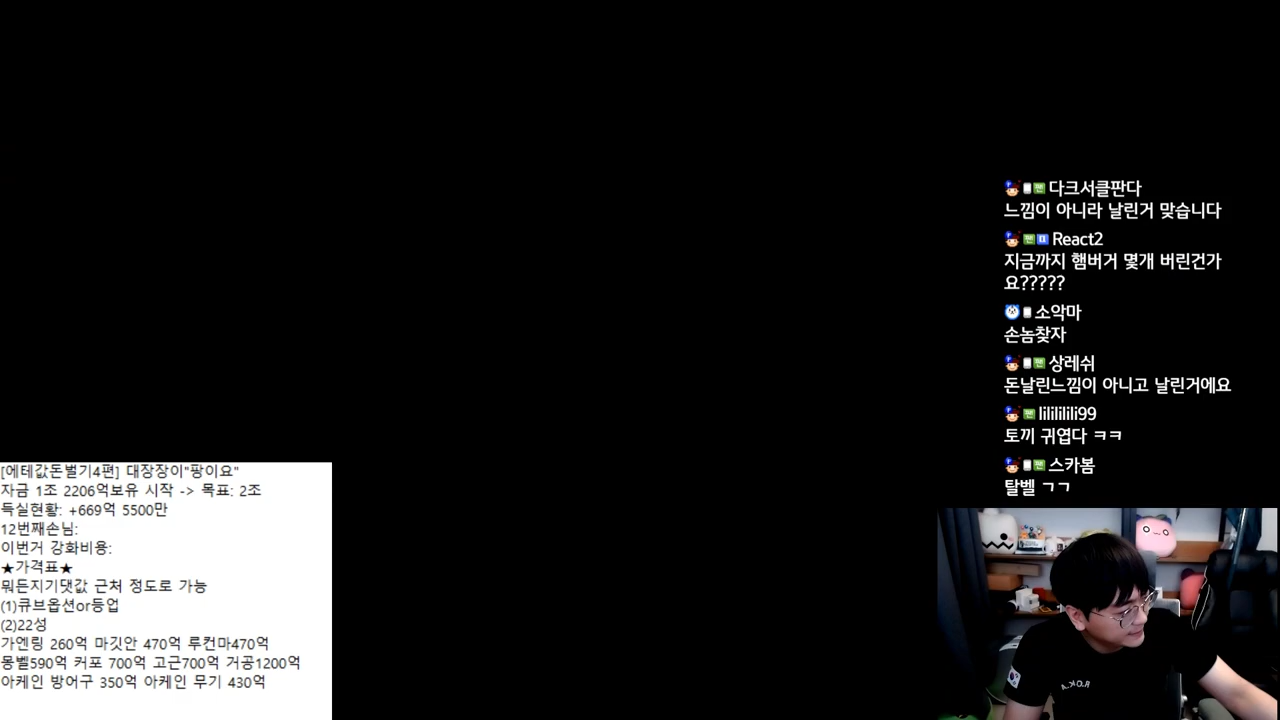 다크서클판다
느낌이 아니라 날린거 맞습니다
React2
지금까지 햄버거 몇개 버린건가
요?????
소악마
손놈찾자
상레쉬
돈날린느낌이 아니고 날린거에요
lilililili99
토끼 귀엽다 ㅋㅋ
스카봄
탈벨 ㄱㄱ
[에테값돈벌기4편] 대장장이"팡이요"
자금 1조 2206억보유 시작 -> 목표: 2조
득실현황: +669억 5500만
12번째손님:
이번거 강화비용:
★가격표★
뭐든지기댓값 근처 정도로 가능
(1)큐브옵션or등업
(2)22성
가엔링 260억 마깃안 470억 루컨마470억
몽벨590억 커포 700억 고근700억 거공1200억
아케인 방어구 350억 아케인 무기 430억